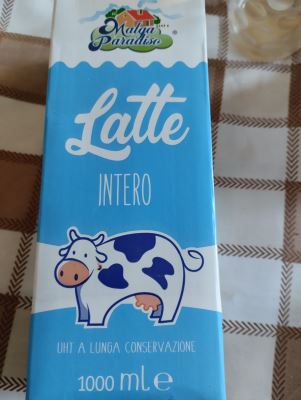 Malga
Paradiso ®
Latte
INTERO
UHT A LUNGA CONSERVAZIONE
1000 ml e